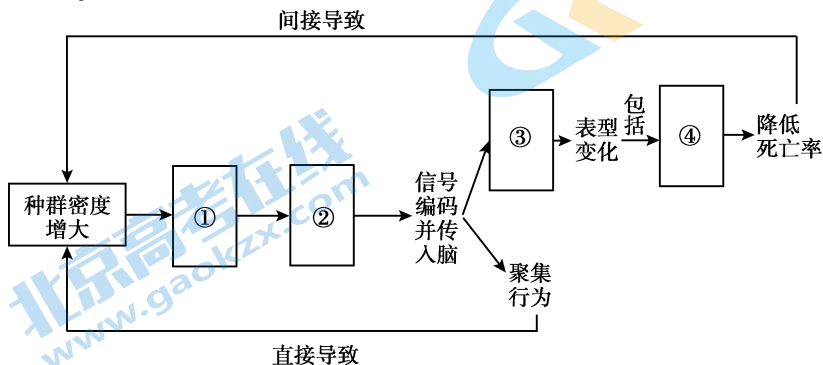 间接导致
种群密度
增大
①
②
信号
编码
并传
入脑
③
表型
变化
包
括
④
降低
死亡率
聚集
行为
直接导致
北京高考在线
www.gaokzx.com